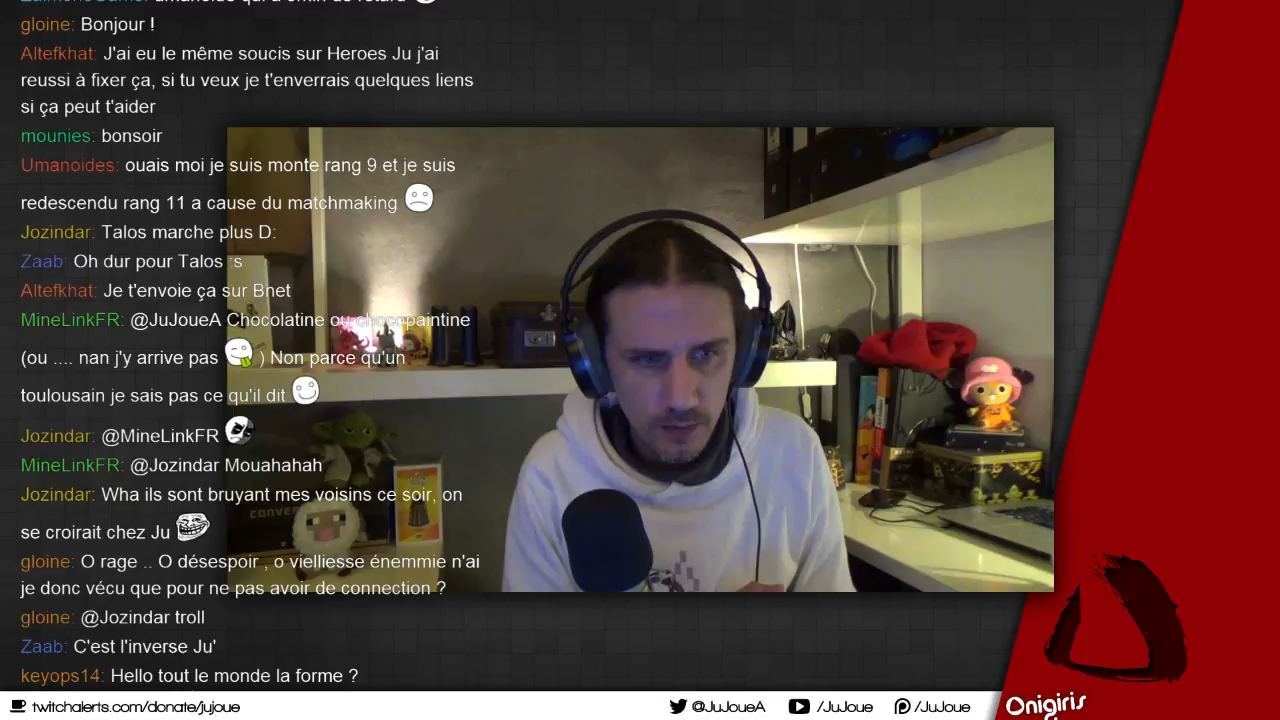 gloine: Bonjour !
Altefkhat: J'ai eu le même soucis sur Heroes Ju j'ai
reussi à fixer ça, si tu veux je t'enverrais quelques liens
si ça peut t'aider
mounies: bonsoir
Umanoides: ouais moi je suis monte rang 9 et je suis
redescendu rang 11 a cause du matchmaking
Jozindar: Talos marche plus D:
Zaab: Oh dur pour Talos :s
Altefkhat: Je t'envoie ça sur Bnet
MineLinkFR: @JuJoueA Chocolatine ou chocopaintine
(ou .... nan j'y arrive pas ) Non parce qu'un
toulousain je sais pas ce qu'il dit
Jozindar: @MineLinkFR
MineLinkFR: @Jozindar Mouahahah
Jozindar: Wha ils sont bruyant mes voisins ce soir, on
se croirait chez Ju
gloine: O rage .. O désespoir , o vielliesse énemmie n'ai
je donc vécu que pour ne pas avoir de connection ?
gloine: @Jozindar troll
Zaab: C'est l'inverse Ju'
keyops14: Hello tout le monde la forme ?
twitchalerts.com/donate/jujoue
@JuJoueA
/JuJoue
/JuJoue
Onigiris